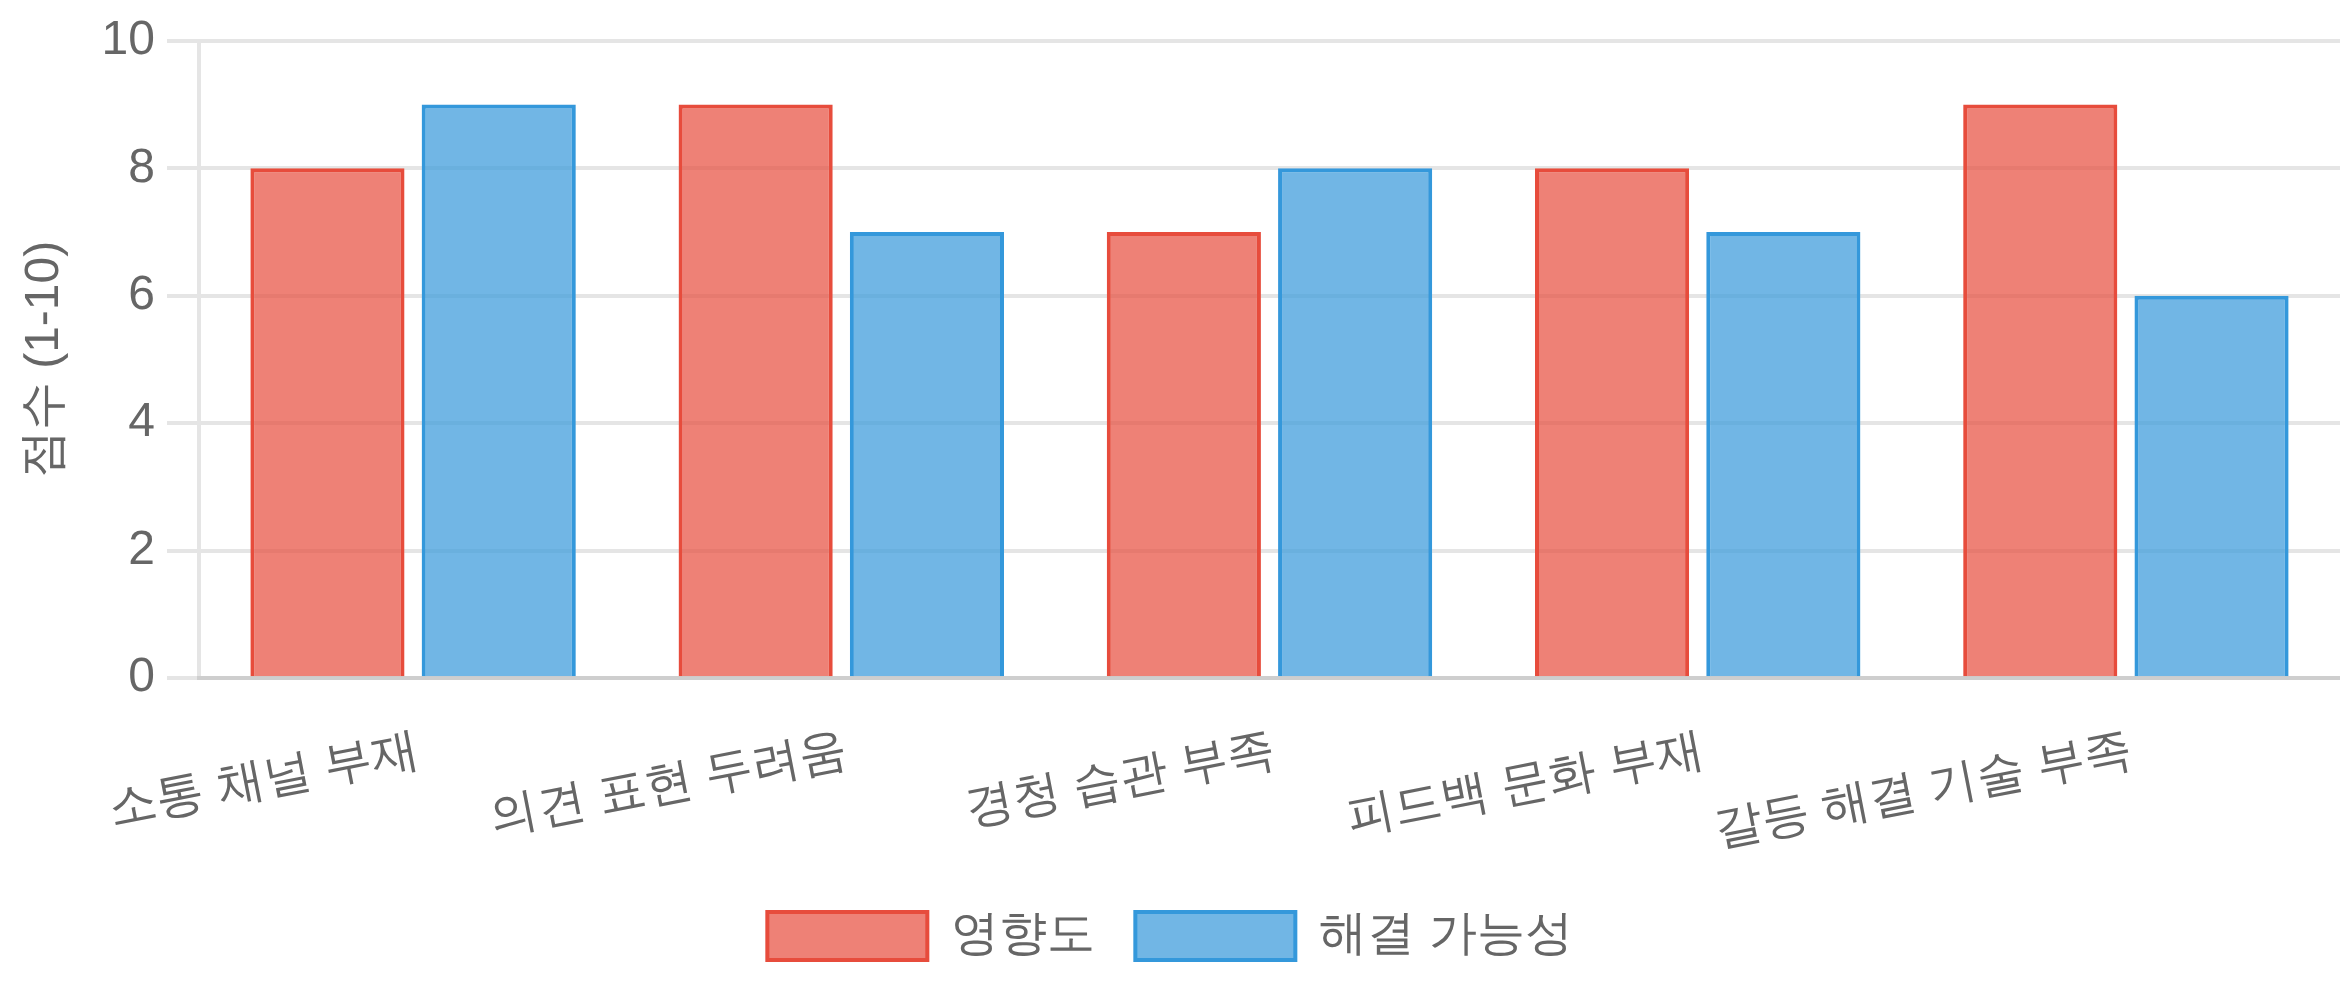 10
8
6
4
2
0
점수 (1-10)
소통 채널 부재
의견 표현 두려움
경청 습관 부족
피드백 문화 부재
갈등 해결 기술 부족
영향도
해결 가능성